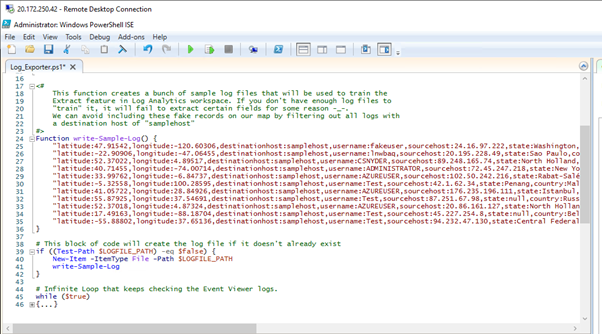 20.172.250.42 - Remote Desktop Connection
Administrator: Windows PowerShell ISE
File Edit View Tools Debug Add-ons Help
Log_Exporter.ps1* X
16
17 <#
18 This function creates a bunch of sample log files that will be used to train the
19 Extract feature in Log Analytics workspace. If you don't have enough log files to
20 "train" it, it will fail to extract certain fields for some reason -_-.
21 We can avoid including these fake records on our map by filtering out all logs with
22 a destination host of "samplehost"
23 #>
24 Function write-Sample-Log() {
25 "latitude:47.91542,longitude:-120.60306,destinationhost:samplehost,username:fakeuser,sourcehost:24.16.97.222,state:Washington,
26 "latitude:-22.90906,longitude:-47.06455,destinationhost:samplehost,username:lnwbaq,sourcehost:20.195.228.49,state:Sao Paulo,co
27 "latitude:52.37022,longitude:4.89517,destinationhost:samplehost,username:CSNYDER,sourcehost:89.248.165.74,state:North Holland,
28 "latitude:40.71455,longitude:-74.00714,destinationhost:samplehost,username:ADMINISTRATOR,sourcehost:72.45.247.218,state:New Yo
29 "latitude:33.99762,longitude:-6.84737,destinationhost:samplehost,username:AZUREUSER,sourcehost:102.50.242.216,state:Rabat-Salé
30 "latitude:-5.32558,longitude:100.28595,destinationhost:samplehost,username:Test,sourcehost:42.1.62.34,state:Penang,country:Mal
31 "latitude:41.05722,longitude:28.84926,destinationhost:samplehost,username:AZUREUSER,sourcehost:176.235.196.111,state:Istanbul,
32 "latitude:55.87925,longitude:37.54691,destinationhost:samplehost,username:Test,sourcehost:87.251.67.98,state:null,country:Russ
33 "latitude:52.37018,longitude:4.87324,destinationhost:samplehost,username:AZUREUSER,sourcehost:20.86.161.127,state:North Hollan
34 "latitude:17.49163,longitude:-88.18704,destinationhost:samplehost,username:Test,sourcehost:45.227.254.8,state:null,country:Bel
35 "latitude:-55.88802,longitude:37.65136,destinationhost:samplehost,username:Test,sourcehost:94.232.47.130,state:Central Federal
36 }
37
38 # This block of code will create the log file if it doesn't already exist
39 if ((Test-Path $LOGFILE_PATH) -eq $false) {
40 New-Item -ItemType File -Path $LOGFILE_PATH
41 write-Sample-Log
42 }
43
44 # Infinite Loop that keeps checking the Event Viewer logs.
45 while ($true)
46 {...}